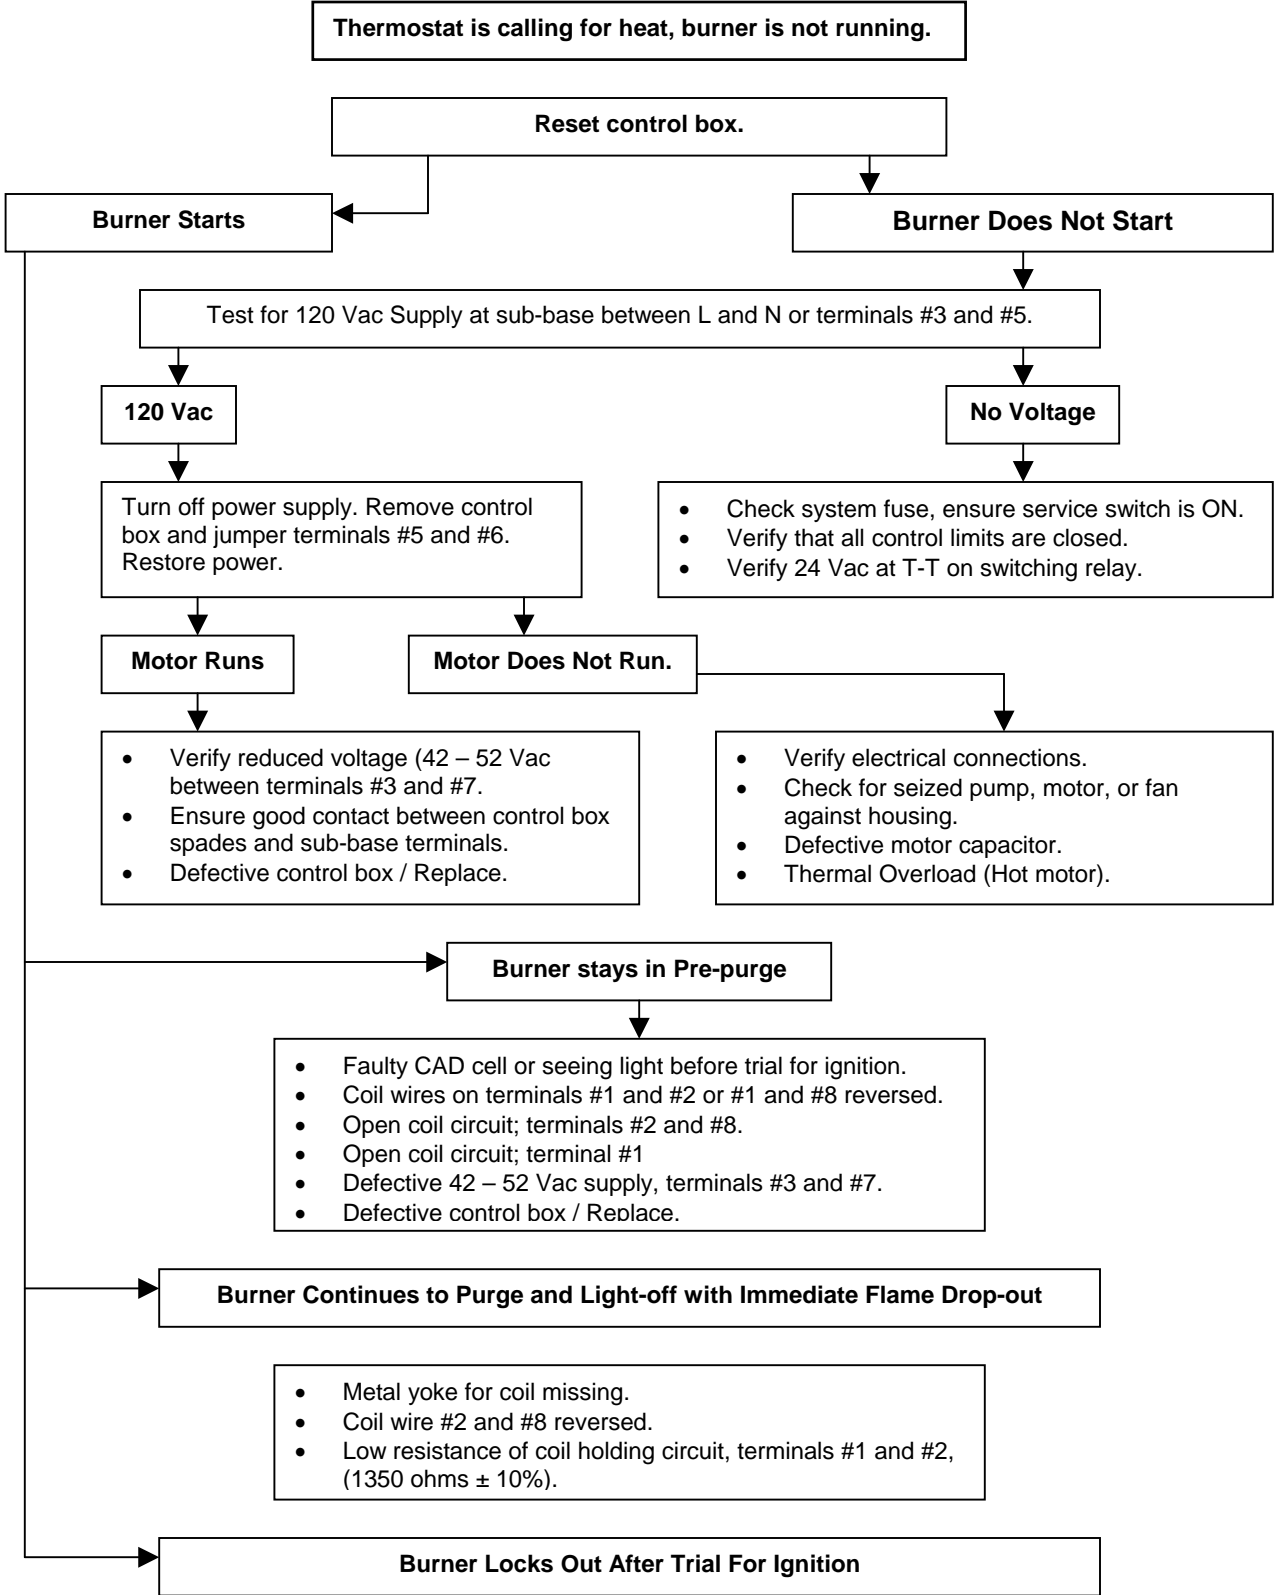 Thermostat is calling for heat, burner is not running.
Reset control box.
Burner Starts
Burner Does Not Start
Test for 120 Vac Supply at sub-base between L and N or terminals #3 and #5.
120 Vac
No Voltage
Turn off power supply. Remove control
box and jumper terminals #5 and #6.
Restore power.
• Check system fuse, ensure service switch is ON.
• Verify that all control limits are closed.
• Verify 24 Vac at T-T on switching relay.
Motor Runs
Motor Does Not Run.
• Verify reduced voltage (42 – 52 Vac
between terminals #3 and #7.
• Ensure good contact between control box
spades and sub-base terminals.
• Defective control box / Replace.
• Verify electrical connections.
• Check for seized pump, motor, or fan
against housing.
• Defective motor capacitor.
• Thermal Overload (Hot motor).
Burner stays in Pre-purge
• Faulty CAD cell or seeing light before trial for ignition.
• Coil wires on terminals #1 and #2 or #1 and #8 reversed.
• Open coil circuit; terminals #2 and #8.
• Open coil circuit; terminal #1
• Defective 42 – 52 Vac supply, terminals #3 and #7.
• Defective control box / Replace.
Burner Continues to Purge and Light-off with Immediate Flame Drop-out
• Metal yoke for coil missing.
• Coil wire #2 and #8 reversed.
• Low resistance of coil holding circuit, terminals #1 and #2,
(1350 ohms ± 10%).
Burner Locks Out After Trial For Ignition